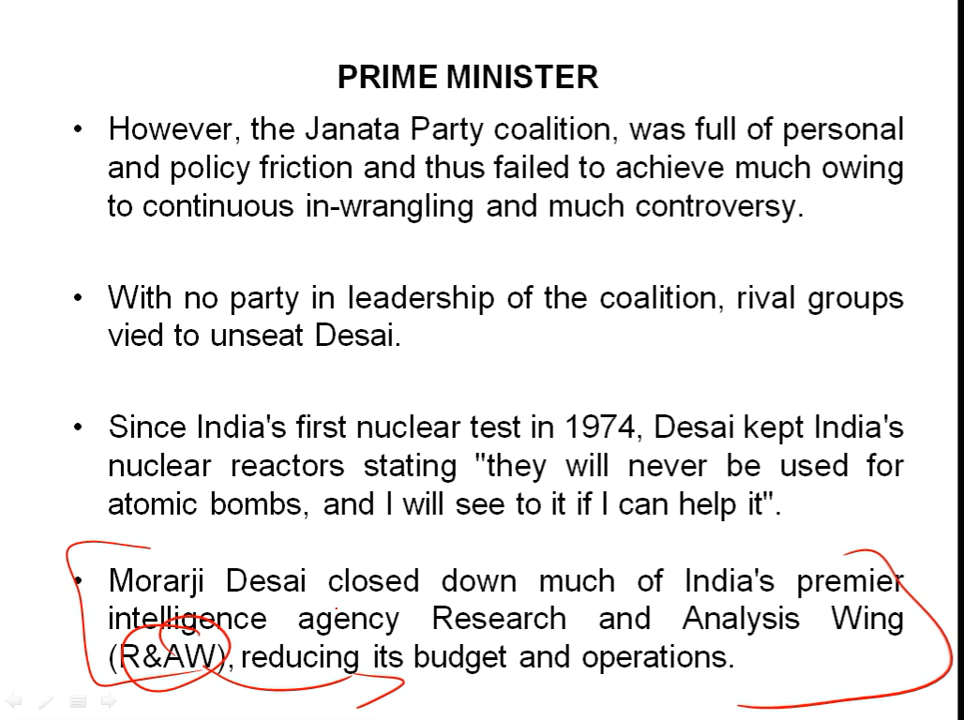 PRIME MINISTER
• However, the Janata Party coalition, was full of personal
and policy friction and thus failed to achieve much owing
to continuous in-wrangling and much controversy.
• With no party in leadership of the coalition, rival groups
vied to unseat Desai.
• Since India's first nuclear test in 1974, Desai kept India's
nuclear reactors stating "they will never be used for
atomic bombs, and I will see to it if I can help it".
• Morarji Desai closed down much of India's premier
intelligence agency Research and Analysis Wing
(R&AW), reducing its budget and operations.